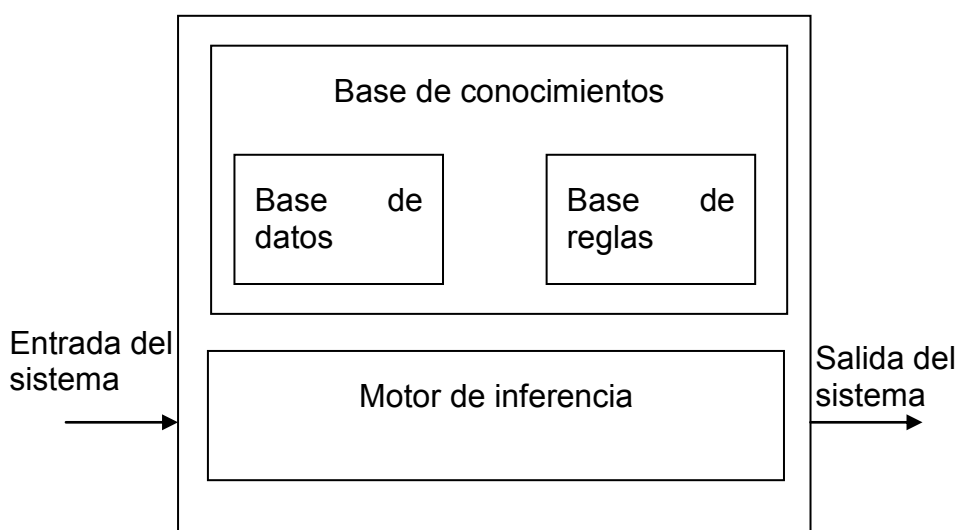 Base de conocimientos
Base de
datos
Base de
reglas
Entrada del
sistema
Motor de inferencia
Salida del
sistema